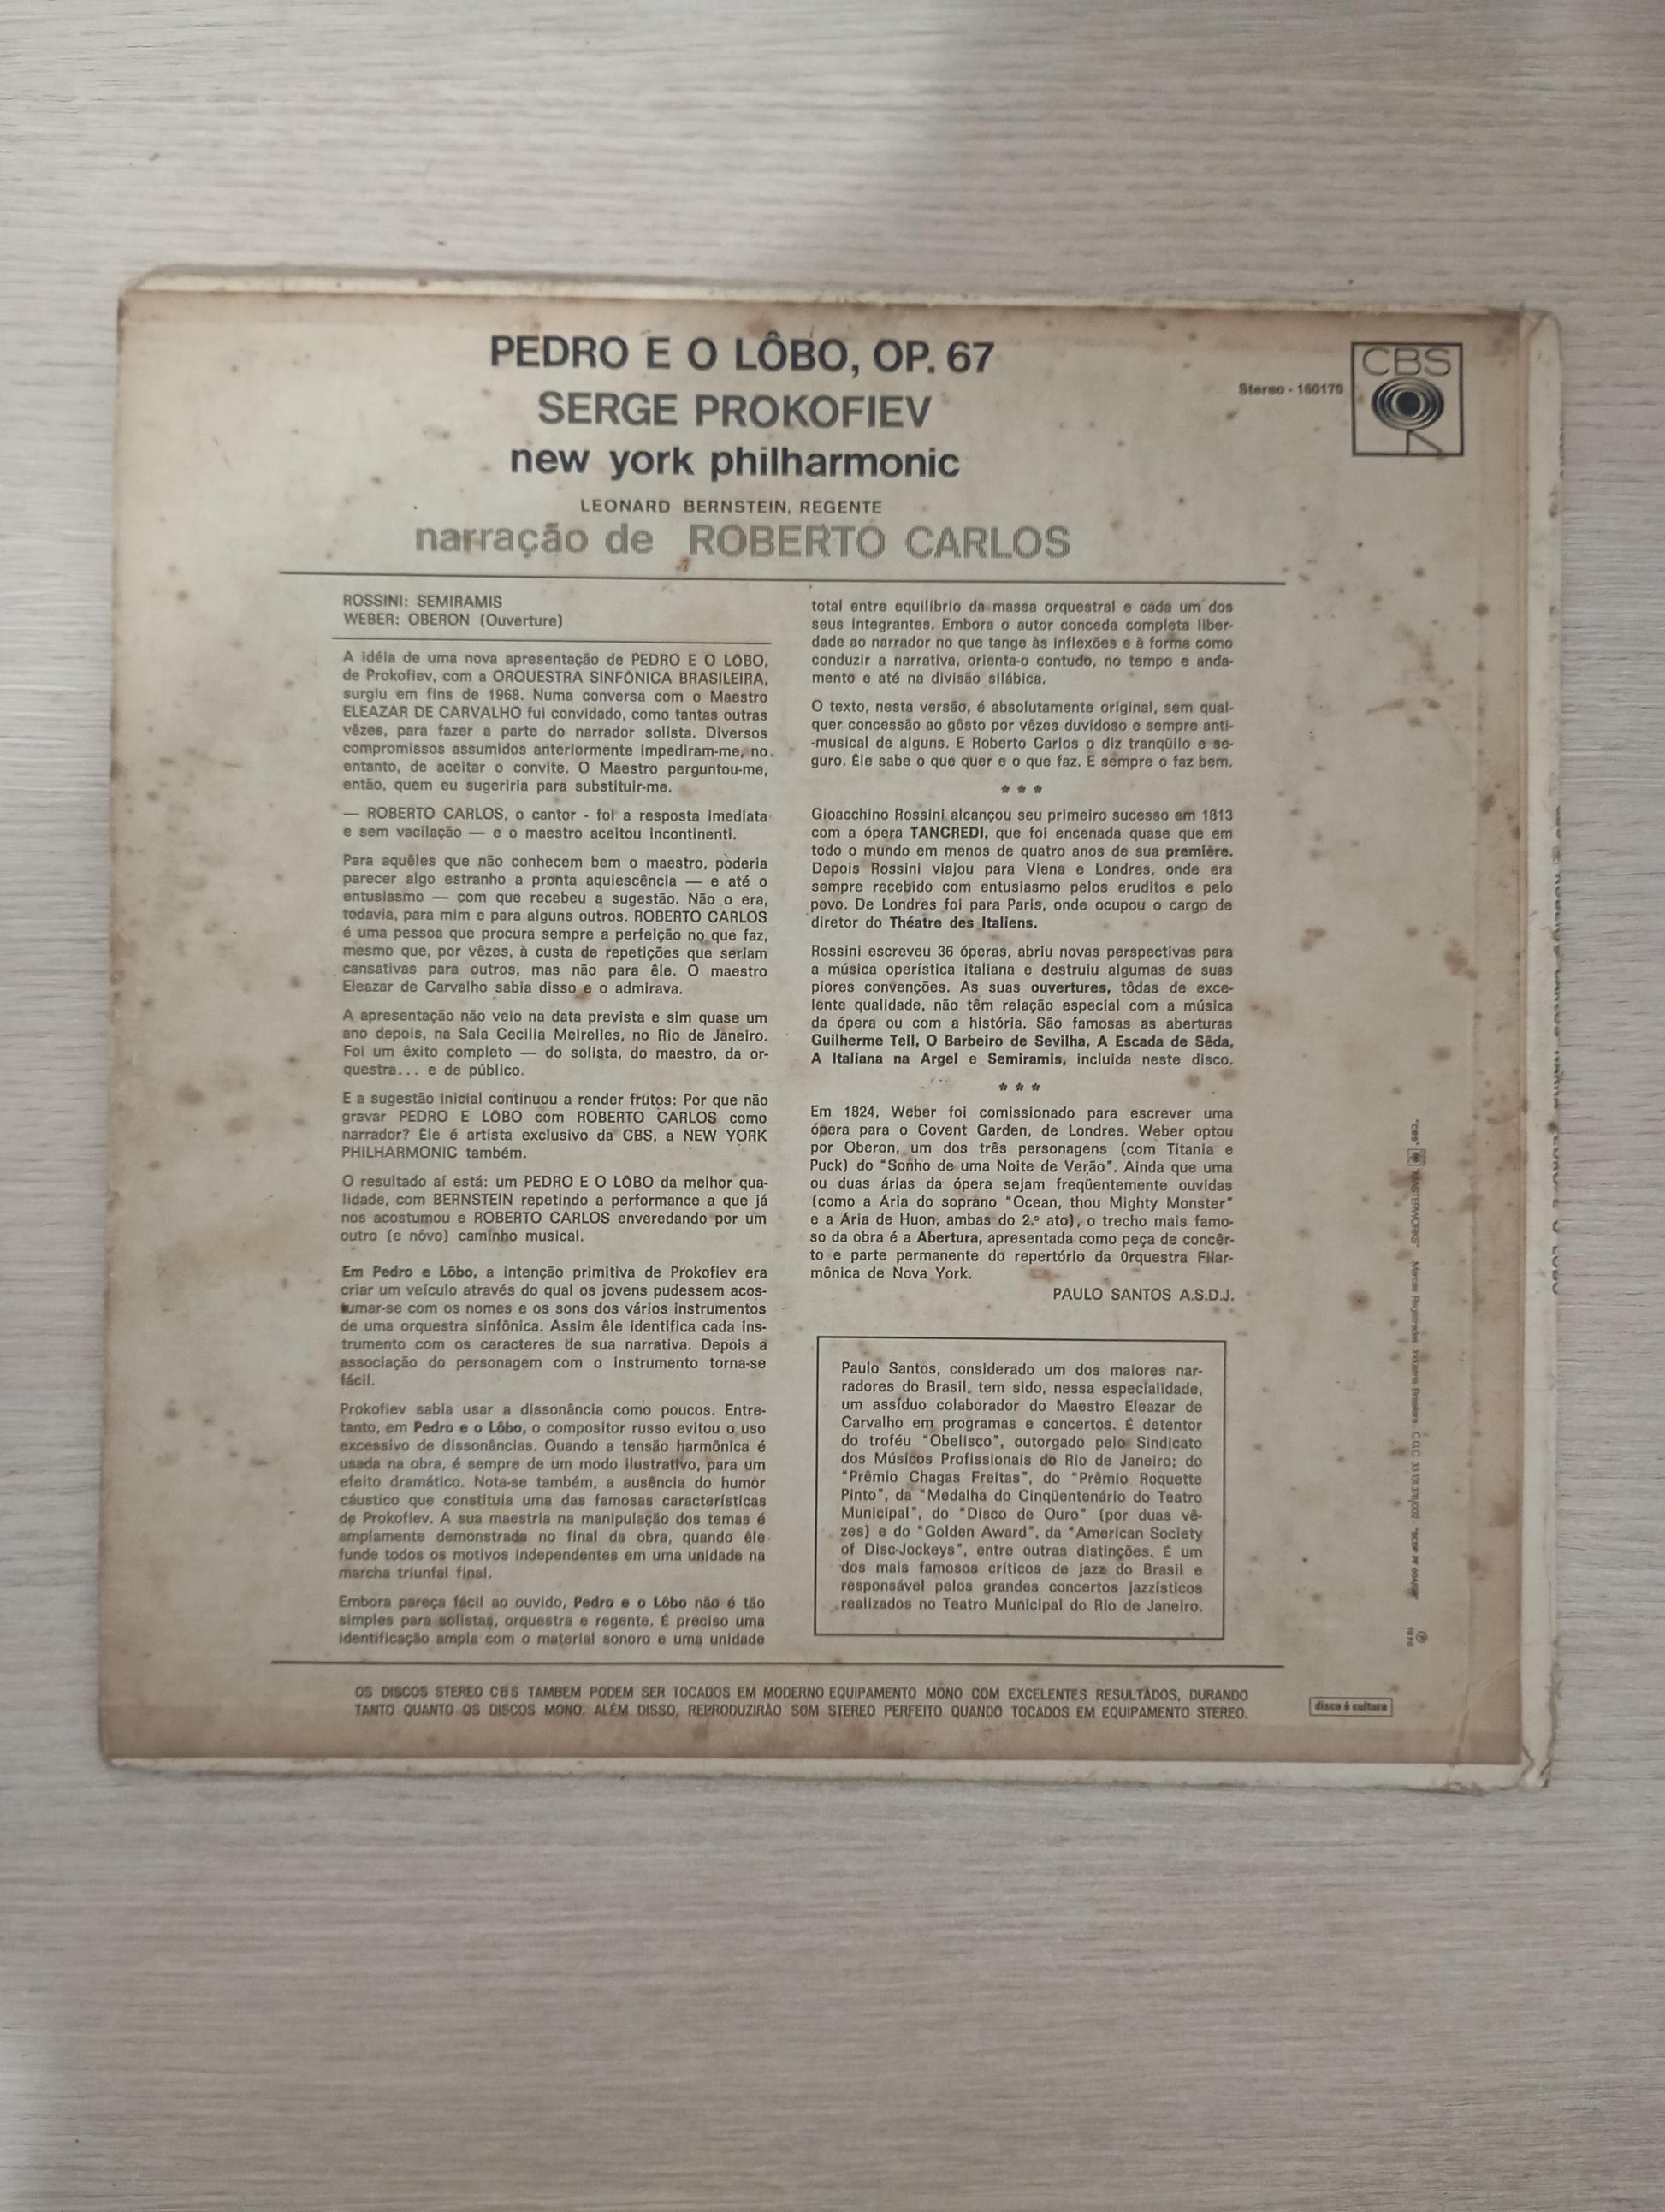 PEDRO E O LÔBO, OP. 67
SERGE PROKOFIEV
new york philharmonic
LEONARD BERNSTEIN, REGENTE
narração de ROBERTO CARLOS
Stereo - 160170
CBS
ROSSINI: SEMIRAMIS
WEBER: OBERON (Ouverture)
A idéia de uma nova apresentação de PEDRO E O LÔBO,
de Prokofiev, com a ORQUESTRA SINFÔNICA BRASILEIRA,
surgiu em fins de 1968. Numa conversa com o Maestro
ELEAZAR DE CARVALHO fui convidado, como tantas outras
vêzes, para fazer a parte do narrador solista. Diversos
compromissos assumidos anteriormente impediram-me, no
entanto, de aceitar o convite. O Maestro perguntou-me,
então, quem eu sugeriria para substituir-me.
— ROBERTO CARLOS, o cantor - foi a resposta imediata
e sem vacilação — e o maestro aceitou incontinenti.
Para aquêles que não conhecem bem o maestro, poderia
parecer algo estranho a pronta aquiescência — e até o
entusiasmo — com que recebeu a sugestão. Não o era,
todavia, para mim e para alguns outros. ROBERTO CARLOS
é uma pessoa que procura sempre a perfeição no que faz,
mesmo que, por vêzes, à custa de repetições que seriam
cansativas para outros, mas não para êle. O maestro
Eleazar de Carvalho sabia disso e o admirava.
A apresentação não veio na data prevista e sim quase um
ano depois, na Sala Cecilia Meirelles, no Rio de Janeiro.
Foi um êxito completo — do solista, do maestro, da or-
questra... e de público.
E a sugestão inicial continuou a render frutos: Por que não
gravar PEDRO E LÔBO com ROBERTO CARLOS como
narrador? Êle é artista exclusivo da CBS, a NEW YORK
PHILHARMONIC também.
O resultado aí está: um PEDRO E O LÔBO da melhor qua-
lidade, com BERNSTEIN repetindo a performance a que já
nos acostumou e ROBERTO CARLOS enveredando por um
outro (e nôvo) caminho musical.
Em Pedro e Lôbo, a intenção primitiva de Prokofiev era
criar um veículo através do qual os jovens pudessem acos-
tumar-se com os nomes e os sons dos vários instrumentos
de uma orquestra sinfônica. Assim êle identifica cada ins-
trumento com os caracteres de sua narrativa. Depois a
associação do personagem com o instrumento torna-se
fácil.
Prokofiev sabia usar a dissonância como poucos. Entre-
tanto, em Pedro e o Lôbo, o compositor russo evitou o uso
excessivo de dissonâncias. Quando a tensão harmônica é
usada na obra, é sempre de um modo ilustrativo, para um
efeito dramático. Nota-se também, a ausência do humor
cáustico que constituia uma das famosas características
de Prokofiev. A sua maestria na manipulação dos temas é
amplamente demonstrada no final da obra, quando êle
funde todos os motivos independentes em uma unidade na
marcha triunfal final.
Embora pareça fácil ao ouvido, Pedro e o Lôbo não é tão
simples para solistas, orquestra e regente. É preciso uma
identificação ampla com o material sonoro e uma unidade
total entre equilíbrio da massa orquestral e cada um dos
seus integrantes. Embora o autor conceda completa liber-
dade ao narrador no que tange às inflexões e à forma como
conduzir a narrativa, orienta-o contudo, no tempo e anda-
mento e até na divisão silábica.
O texto, nesta versão, é absolutamente original, sem qual-
quer concessão ao gôsto por vêzes duvidoso e sempre anti-
-musical de alguns. E Roberto Carlos o diz tranqüilo e se-
guro. Êle sabe o que quer e o que faz. E sempre o faz bem.
* * *
Gioacchino Rossini alcançou seu primeiro sucesso em 1813
com a ópera TANCREDI, que foi encenada quase que em
todo o mundo em menos de quatro anos de sua première.
Depois Rossini viajou para Viena e Londres, onde era
sempre recebido com entusiasmo pelos eruditos e pelo
povo. De Londres foi para Paris, onde ocupou o cargo de
diretor do Théatre des Italiens.
Rossini escreveu 36 óperas, abriu novas perspectivas para
a música operística italiana e destruiu algumas de suas
piores convenções. As suas ouvertures, tôdas de exce-
lente qualidade, não têm relação especial com a música
da ópera ou com a história. São famosas as aberturas
Guilherme Tell, O Barbeiro de Sevilha, A Escada de Sêda,
A Italiana na Argel e Semiramis, incluida neste disco.
* * *
Em 1824, Weber foi comissionado para escrever uma
ópera para o Covent Garden, de Londres. Weber optou
por Oberon, um dos três personagens (com Titania e
Puck) do "Sonho de uma Noite de Verão". Ainda que uma
ou duas árias da ópera sejam freqüentemente ouvidas
(como a Ária do soprano "Ocean, thou Mighty Monster"
e a Ária de Huon, ambas do 2.º ato), o trecho mais famo-
so da obra é a Abertura, apresentada como peça de concêr-
to e parte permanente do repertório da Orquestra Filar-
mônica de Nova York.
PAULO SANTOS A.S.D.J.
Paulo Santos, considerado um dos maiores nar-
radores do Brasil, tem sido, nessa especialidade,
um assíduo colaborador do Maestro Eleazar de
Carvalho em programas e concertos. É detentor
do troféu "Obelisco", outorgado pelo Sindicato
dos Músicos Profissionais do Rio de Janeiro; do
"Prêmio Chagas Freitas", do "Prêmio Roquette
Pinto", da "Medalha do Cinqüentenário do Teatro
Municipal", do "Disco de Ouro" (por duas vê-
zes) e do "Golden Award", da "American Society
of Disc-Jockeys", entre outras distinções. É um
dos mais famosos críticos de jazz do Brasil e
responsável pelos grandes concertos jazzísticos
realizados no Teatro Municipal do Rio de Janeiro.
"CBS" "MASTERWORKS" Marcas Registradas Indústria Brasileira
Ⓟ 1970
OS DISCOS STEREO CBS TAMBEM PODEM SER TOCADOS EM MODERNO EQUIPAMENTO MONO COM EXCELENTES RESULTADOS, DURANDO
TANTO QUANTO OS DISCOS MONO. ALÉM DISSO, REPRODUZIRÃO SOM STEREO PERFEITO QUANDO TOCADOS EM EQUIPAMENTO STEREO.
disco é cultura